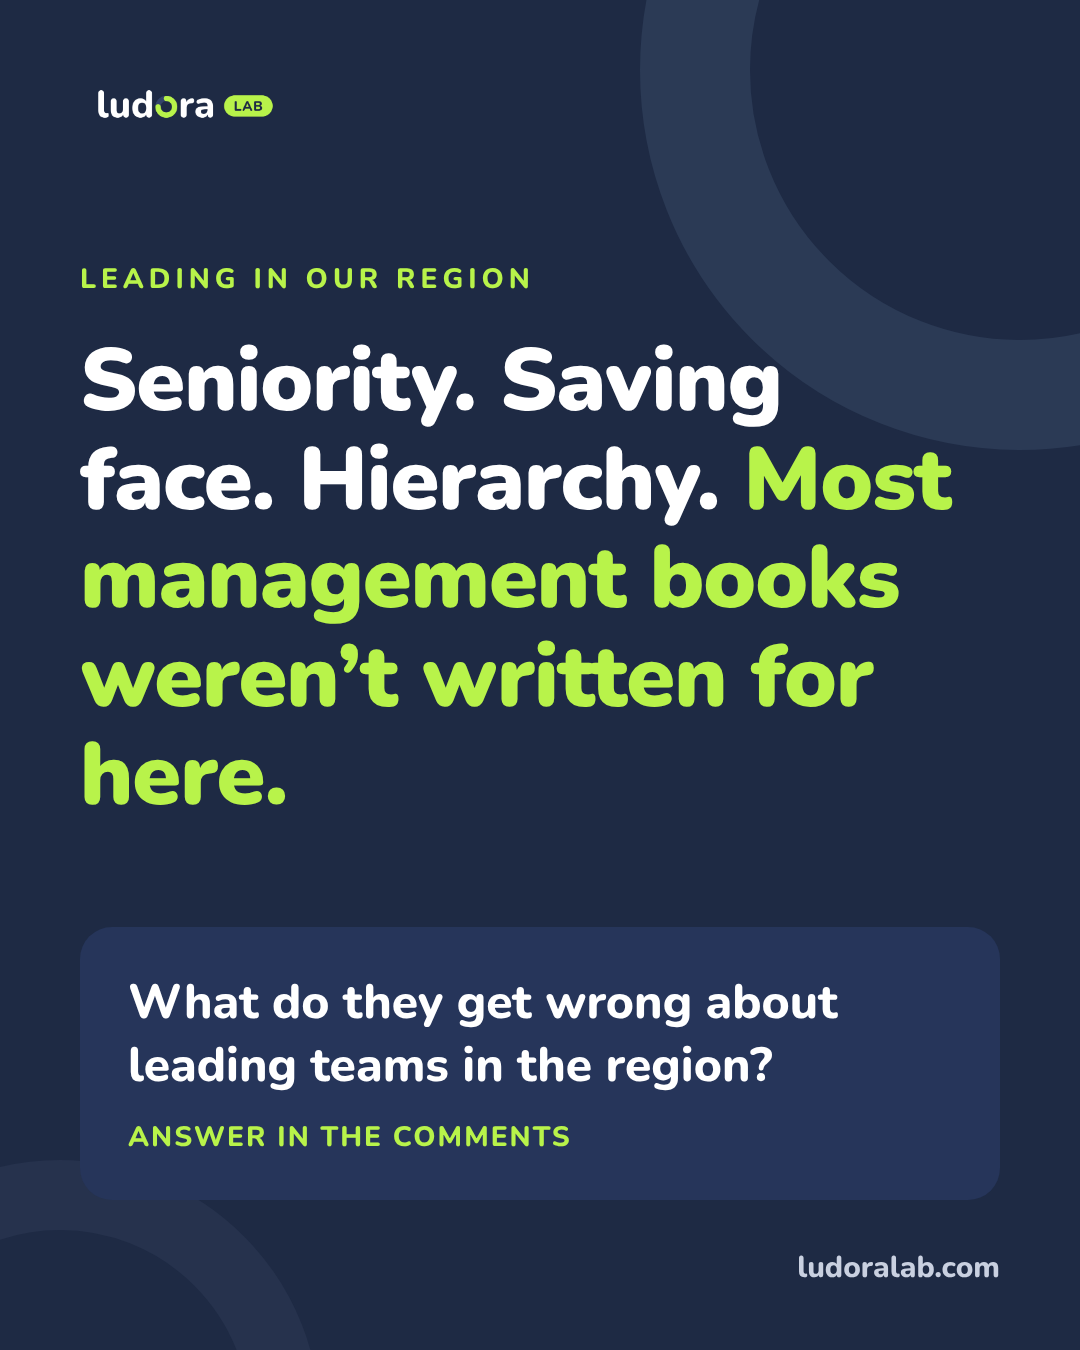 ludora LAB
LEADING IN OUR REGION
Seniority. Saving
face. Hierarchy. Most
management books
weren’t written for
here.
What do they get wrong about
leading teams in the region?
ANSWER IN THE COMMENTS
ludoralab.com